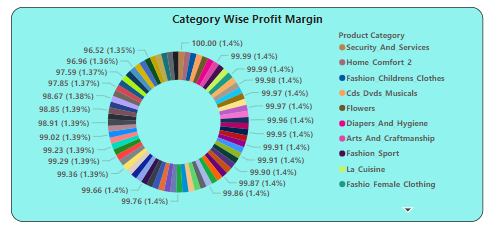 Category Wise Profit Margin
100.00 (1.4%)
99.99 (1.4%)
99.99 (1.4%)
99.98 (1.4%)
99.97 (1.4%)
99.97 (1.4%)
99.96 (1.4%)
99.95 (1.4%)
99.91 (1.4%)
99.91 (1.4%)
99.90 (1.4%)
99.87 (1.4%)
99.86 (1.4%)
99.76 (1.4%)
99.66 (1.4%)
99.36 (1.39%)
99.29 (1.39%)
99.23 (1.39%)
99.02 (1.39%)
98.91 (1.39%)
98.85 (1.39%)
98.67 (1.38%)
97.85 (1.37%)
97.59 (1.37%)
96.96 (1.36%)
96.52 (1.35%)
Product Category
Security And Services
Home Comfort 2
Fashion Childrens Clothes
Cds Dvds Musicals
Flowers
Diapers And Hygiene
Arts And Craftmanship
Fashion Sport
La Cuisine
Fashio Female Clothing